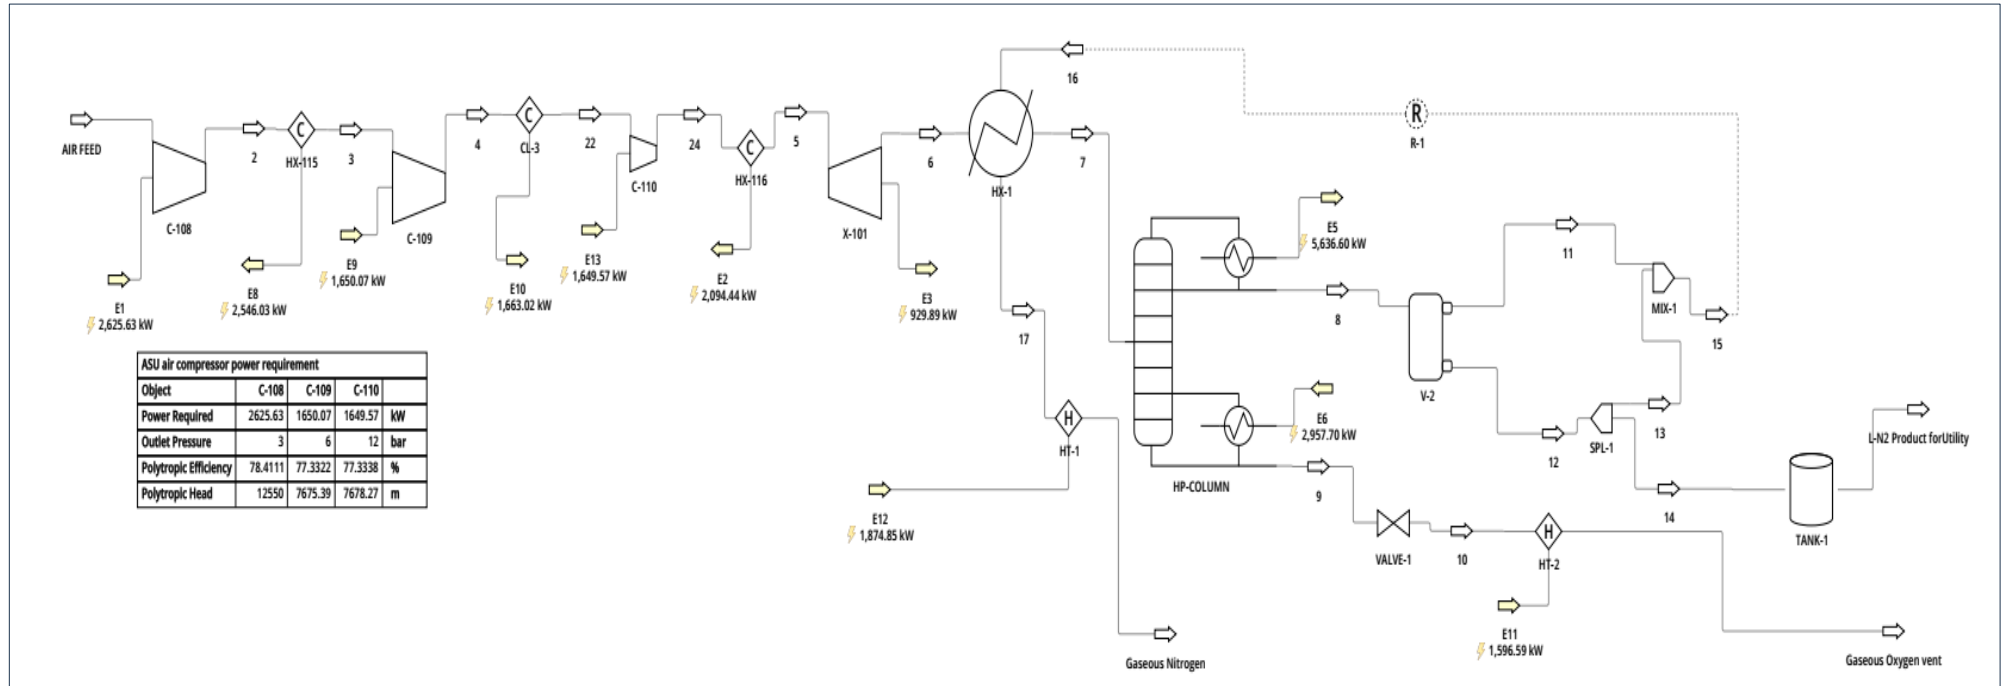 16
R
R-1
AIR FEED
2
C
HX-115
3
4
C
CL-3
22
24
C
HX-116
5
6
7
HX-1
C-108
C-109
C-110
X-101
E1
2,625.63 kW
E8
2,546.03 kW
E9
1,650.07 kW
E10
1,663.02 kW
E13
1,649.57 kW
E2
2,094.44 kW
E3
929.89 kW
E5
5,636.60 kW
11
MIX-1
15
8
17
V-2
ASU air compressor power requirement
Object C-108 C-109 C-110
Power Required 2625.63 1650.07 1649.57 kW
Outlet Pressure 3 6 12 bar
Polytropic Efficiency 78.4111 77.3322 77.3338 %
Polytropic Head 12550 7675.39 7678.27 m
H
HT-1
E6
2,957.70 kW
HP-COLUMN
9
12
SPL-1
13
14
L-N2 Product forUtility
TANK-1
E12
1,874.85 kW
VALVE-1
10
H
HT-2
E11
1,596.59 kW
Gaseous Nitrogen
Gaseous Oxygen vent